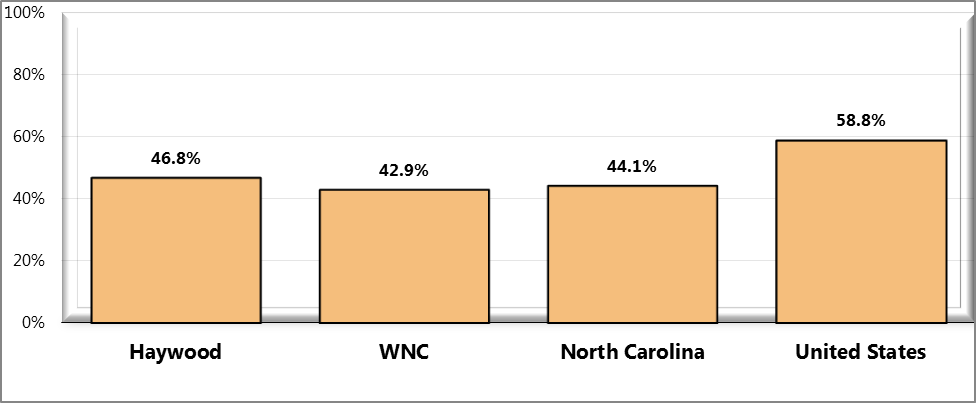 100%
80%
60%
40%
20%
0%
46.8%
42.9%
44.1%
58.8%
Haywood
WNC
North Carolina
United States